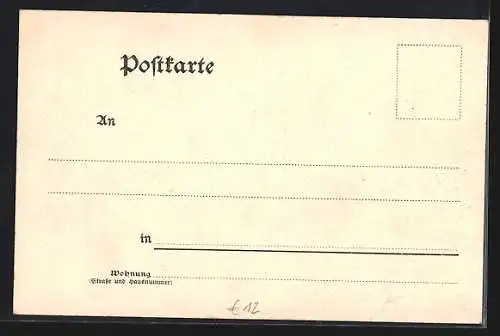 Postkarte
An
in
Wohnung
(Straße und Hausnummer)
€ 12